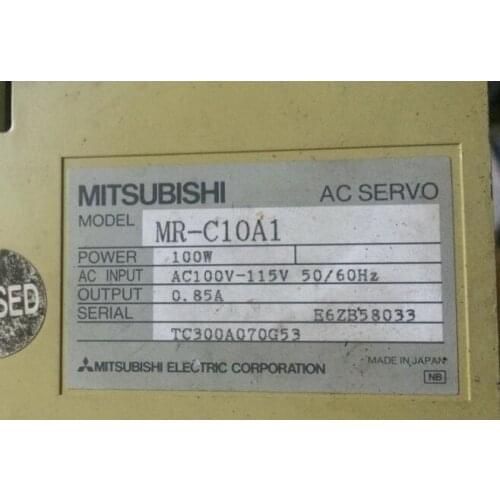 MITSUBISHI AC SERVO
MODEL MR-C10A1
POWER 100W
AC INPUT AC100V-115V 50/60Hz
OUTPUT 0.85A
SERIAL E6ZB58033
TC300A070G53
MITSUBISHI ELECTRIC CORPORATION
MADE IN JAPAN
NB
SED